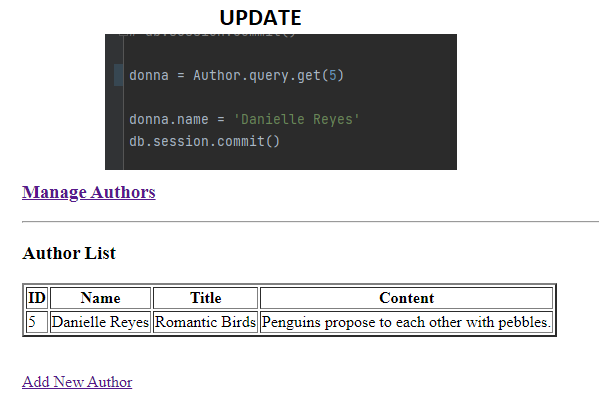 UPDATE
db.session.commit()
donna = Author.query.get(5)
donna.name = 'Danielle Reyes'
db.session.commit()
Manage Authors
Author List
ID Name Title Content
5 Danielle Reyes Romantic Birds Penguins propose to each other with pebbles.
Add New Author